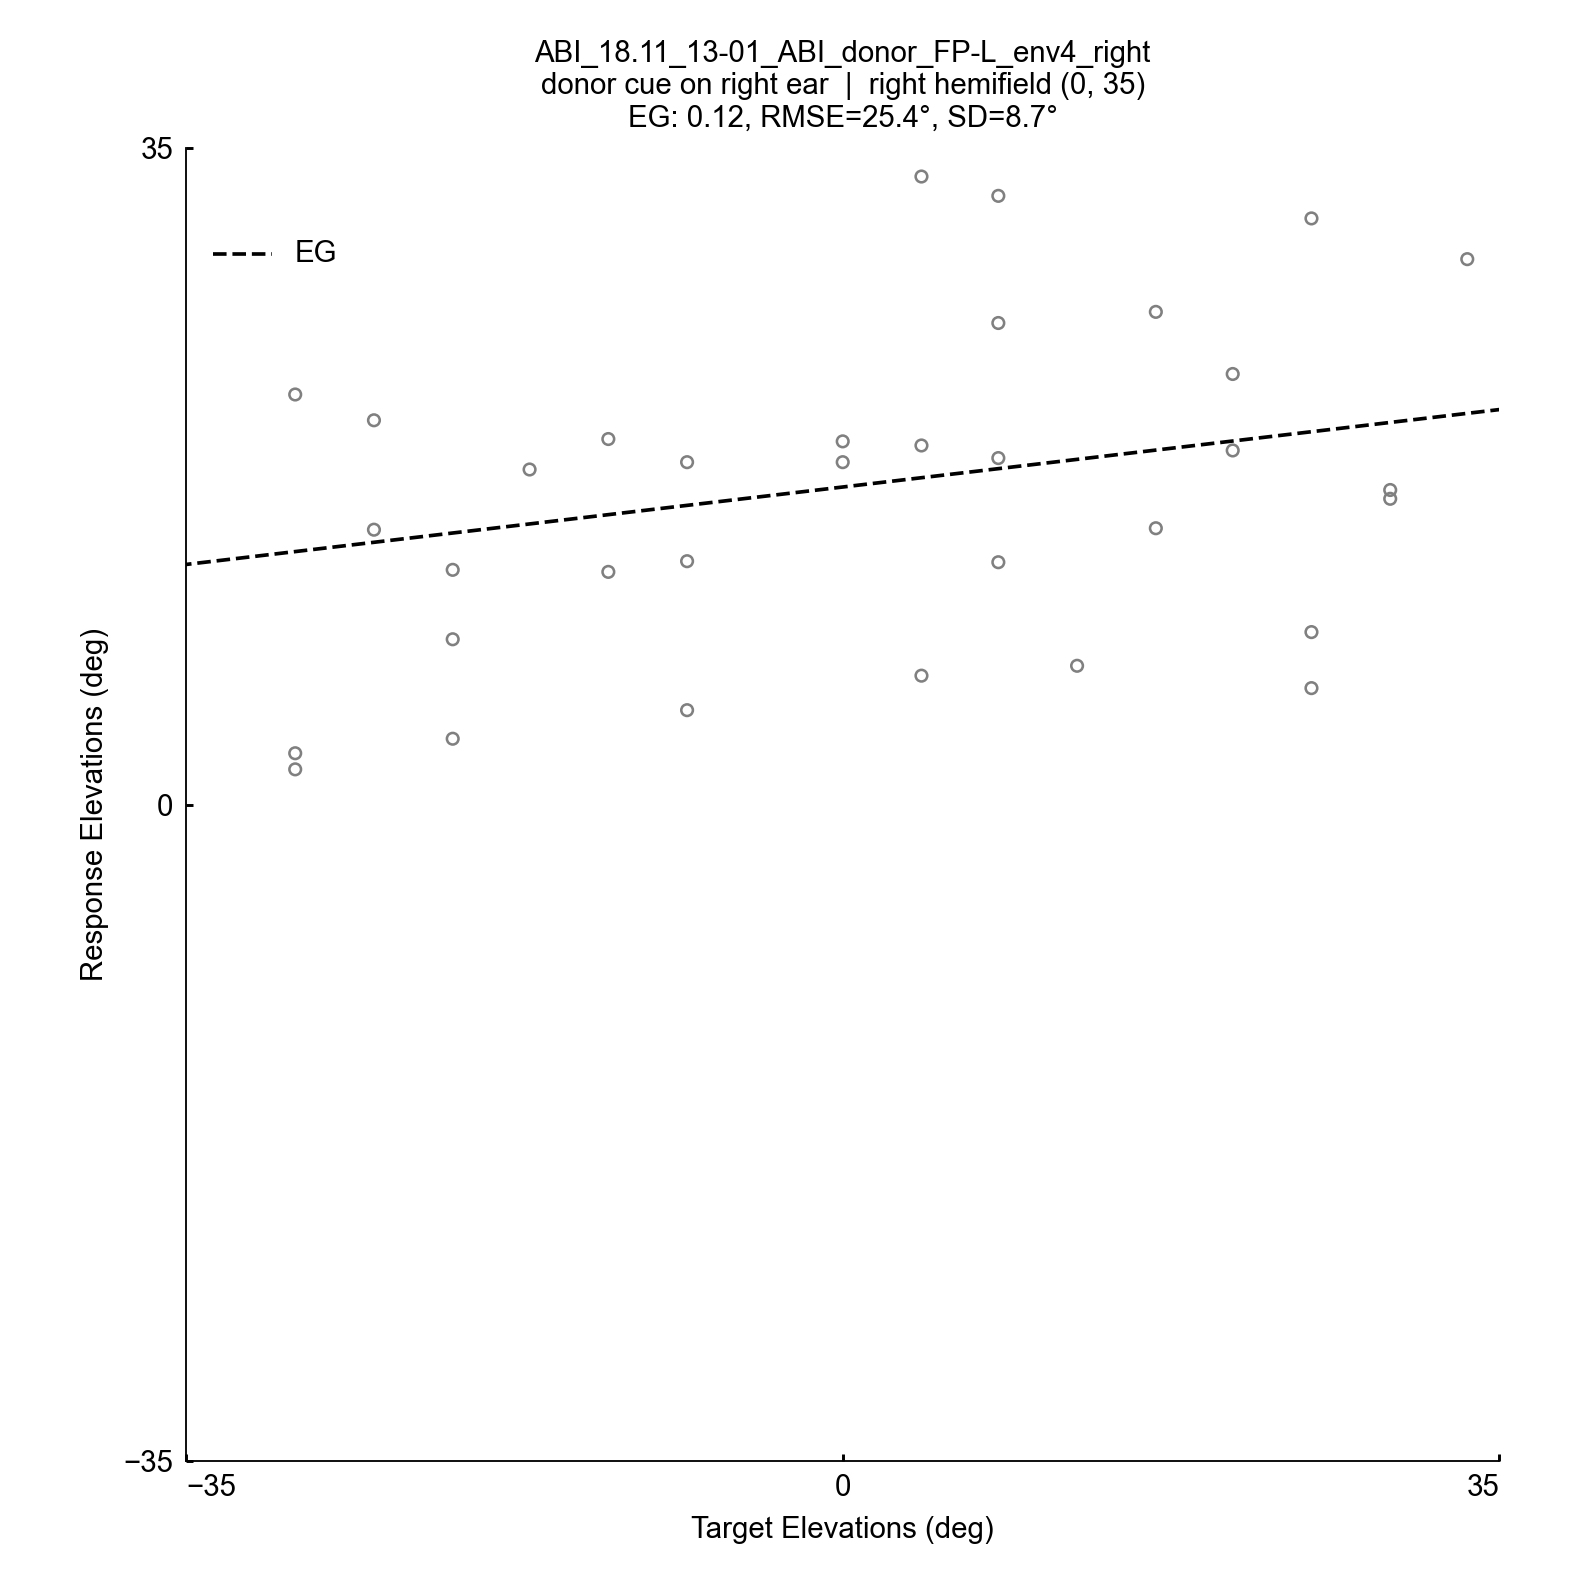 ABI_18.11_13-01_ABI_donor_FP-L_env4_right
donor cue on right ear | right hemifield (0, 35)
EG: 0.12, RMSE=25.4°, SD=8.7°
35
EG
0
−35
Response Elevations (deg)
−35
0
35
Target Elevations (deg)